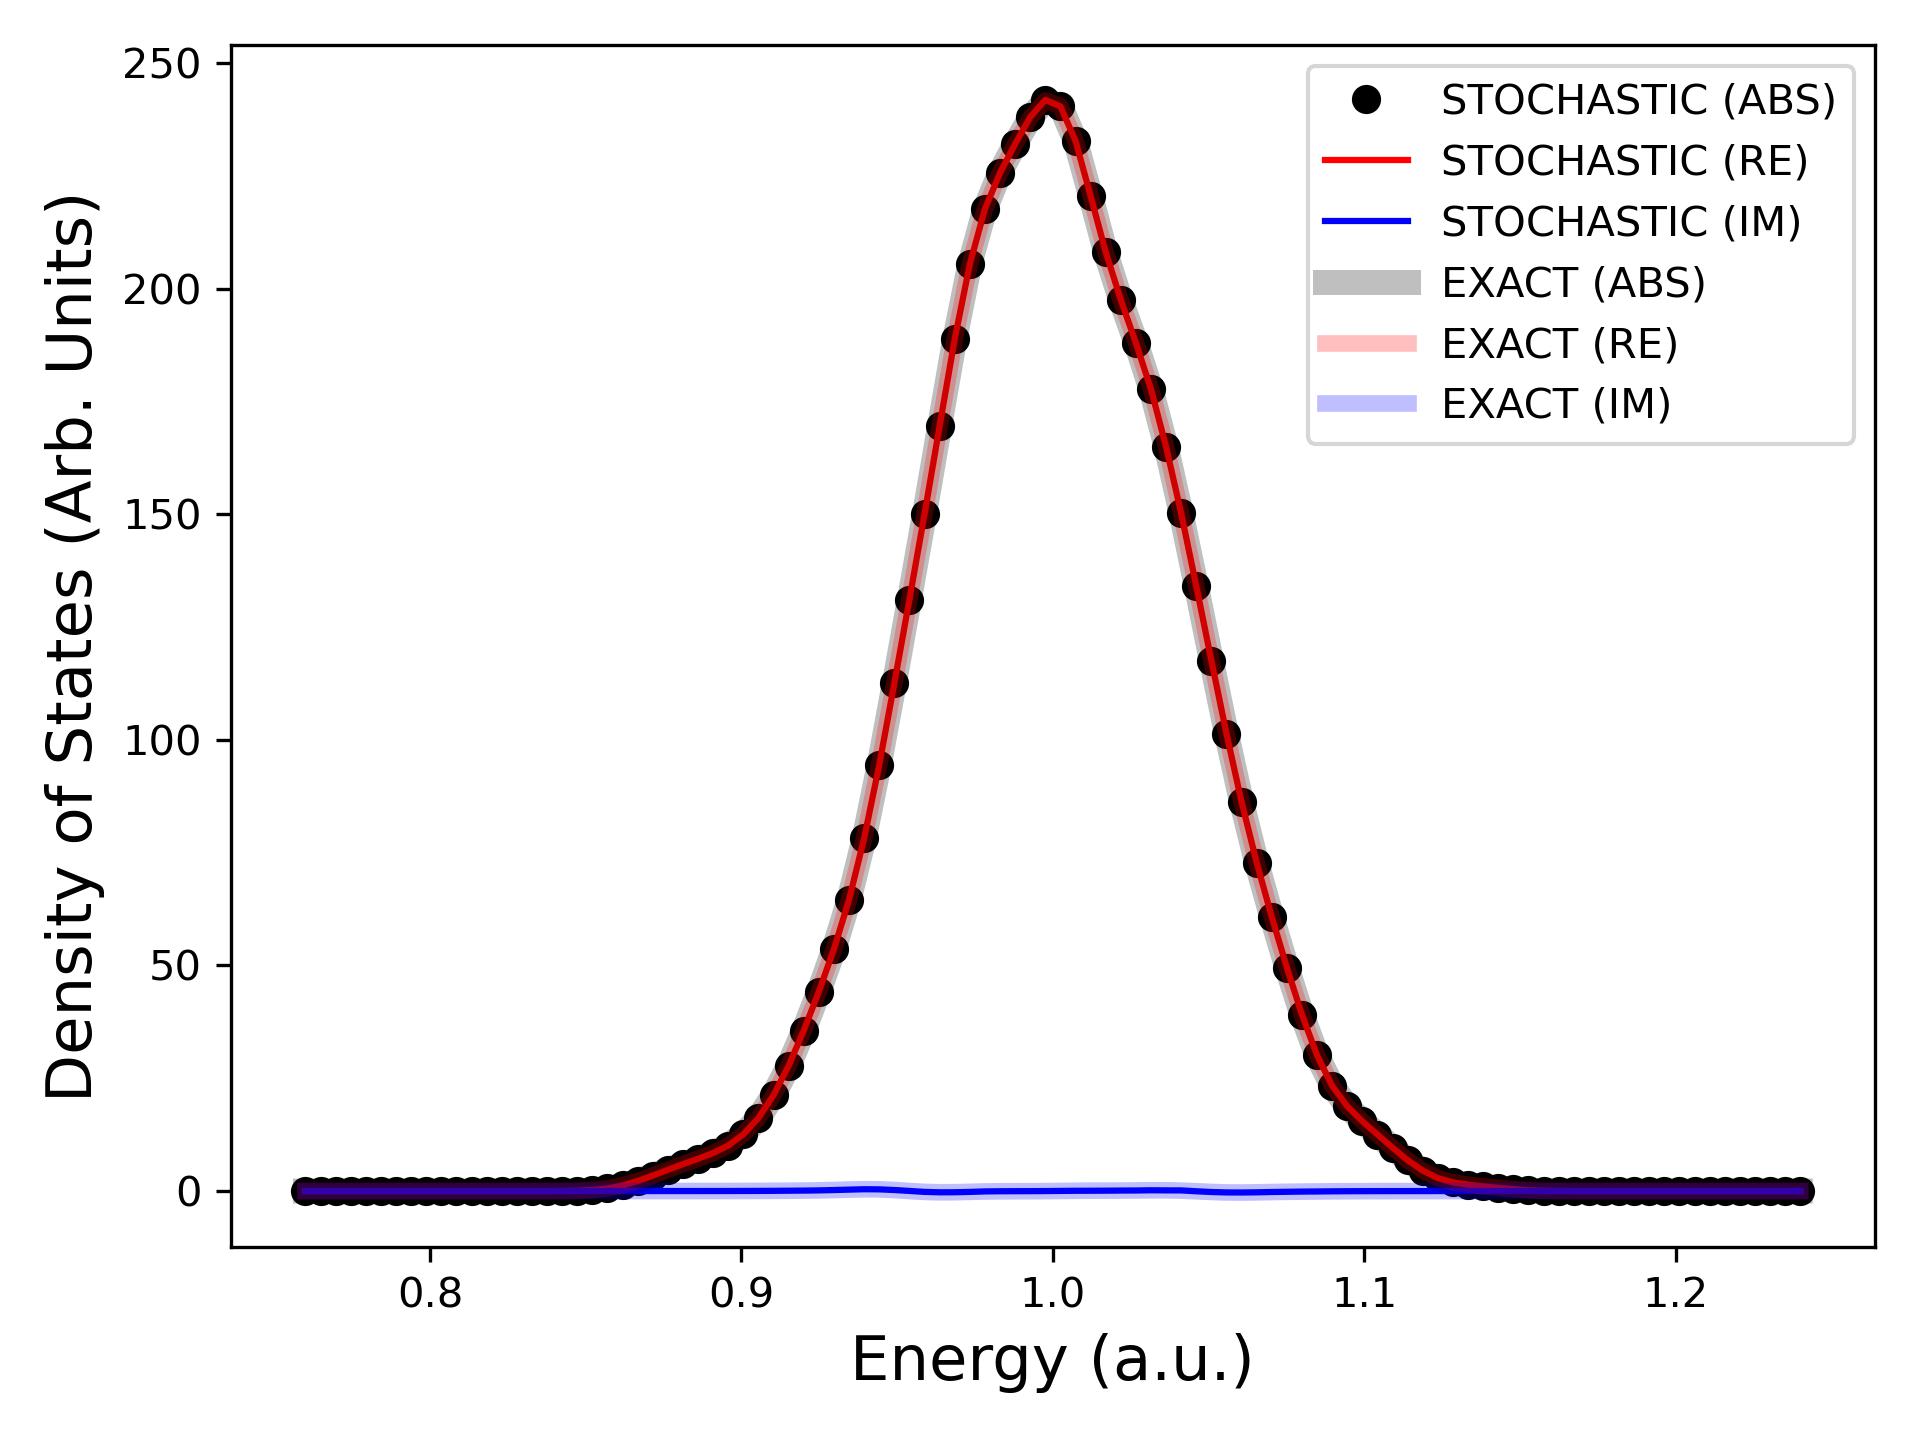 250
200
150
100
50
0
Density of States (Arb. Units)
STOCHASTIC (ABS)
STOCHASTIC (RE)
STOCHASTIC (IM)
EXACT (ABS)
EXACT (RE)
EXACT (IM)
0.8 0.9 1.0 1.1 1.2
Energy (a.u.)